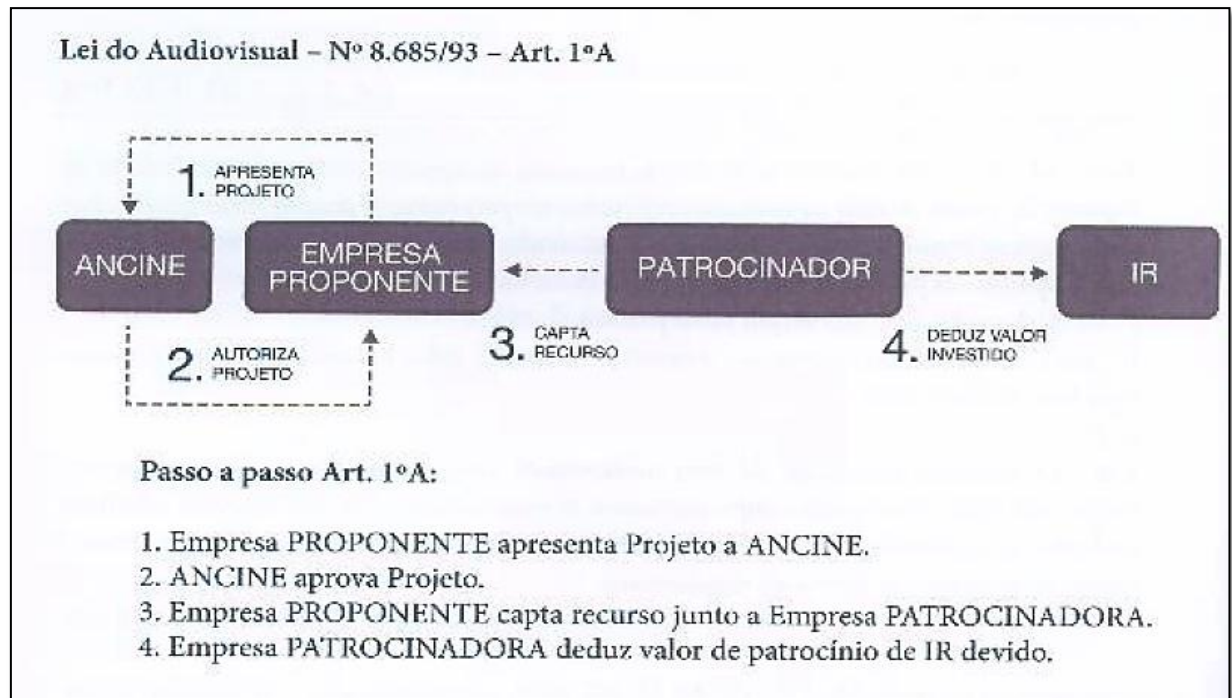 Lei do Audiovisual – Nº 8.685/93 – Art. 1ºA
1. APRESENTA
PROJETO
ANCINE
EMPRESA
PROPONENTE
PATROCINADOR
IR
2. AUTORIZA
PROJETO
3. CAPTA
RECURSO
4. DEDUZ VALOR
INVESTIDO
Passo a passo Art. 1ºA:
1. Empresa PROPONENTE apresenta Projeto a ANCINE.
2. ANCINE aprova Projeto.
3. Empresa PROPONENTE capta recurso junto a Empresa PATROCINADORA.
4. Empresa PATROCINADORA deduz valor de patrocínio de IR devido.